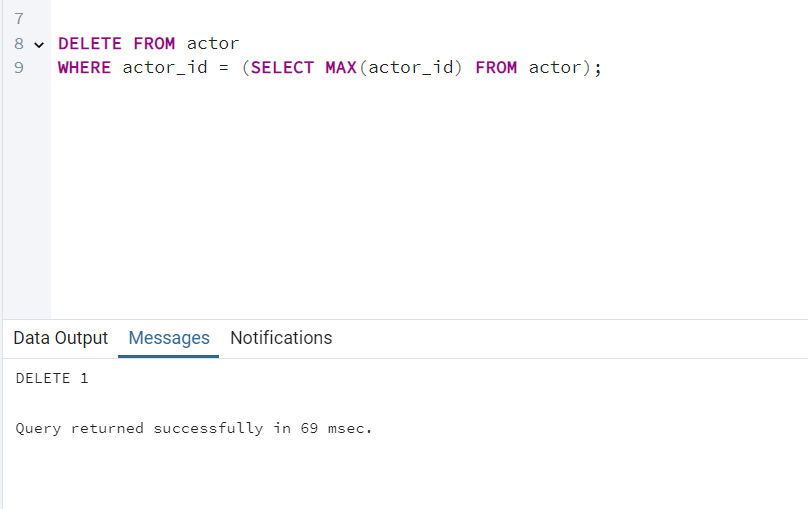 7
8 DELETE FROM actor
9 WHERE actor_id = (SELECT MAX(actor_id) FROM actor);
Data Output Messages Notifications
DELETE 1
Query returned successfully in 69 msec.